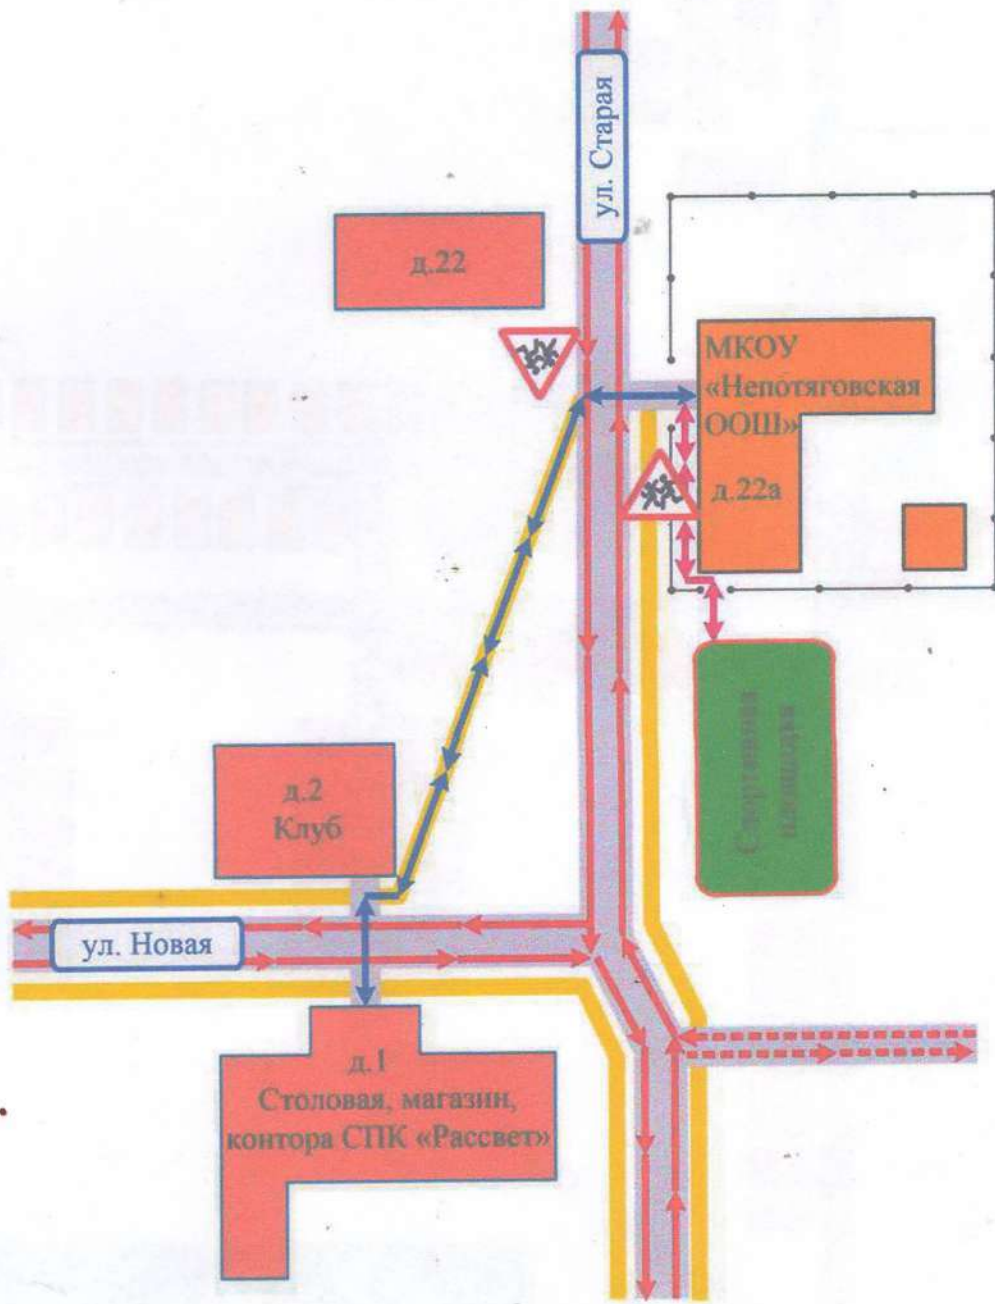 ул. Старая
д.22
МКОУ
«Непотяговская
ООШ»
д.22а
Спортивная
площадка
д.2
Клуб
ул. Новая
д.1
Столовая, магазин,
контора СПК «Рассвет»